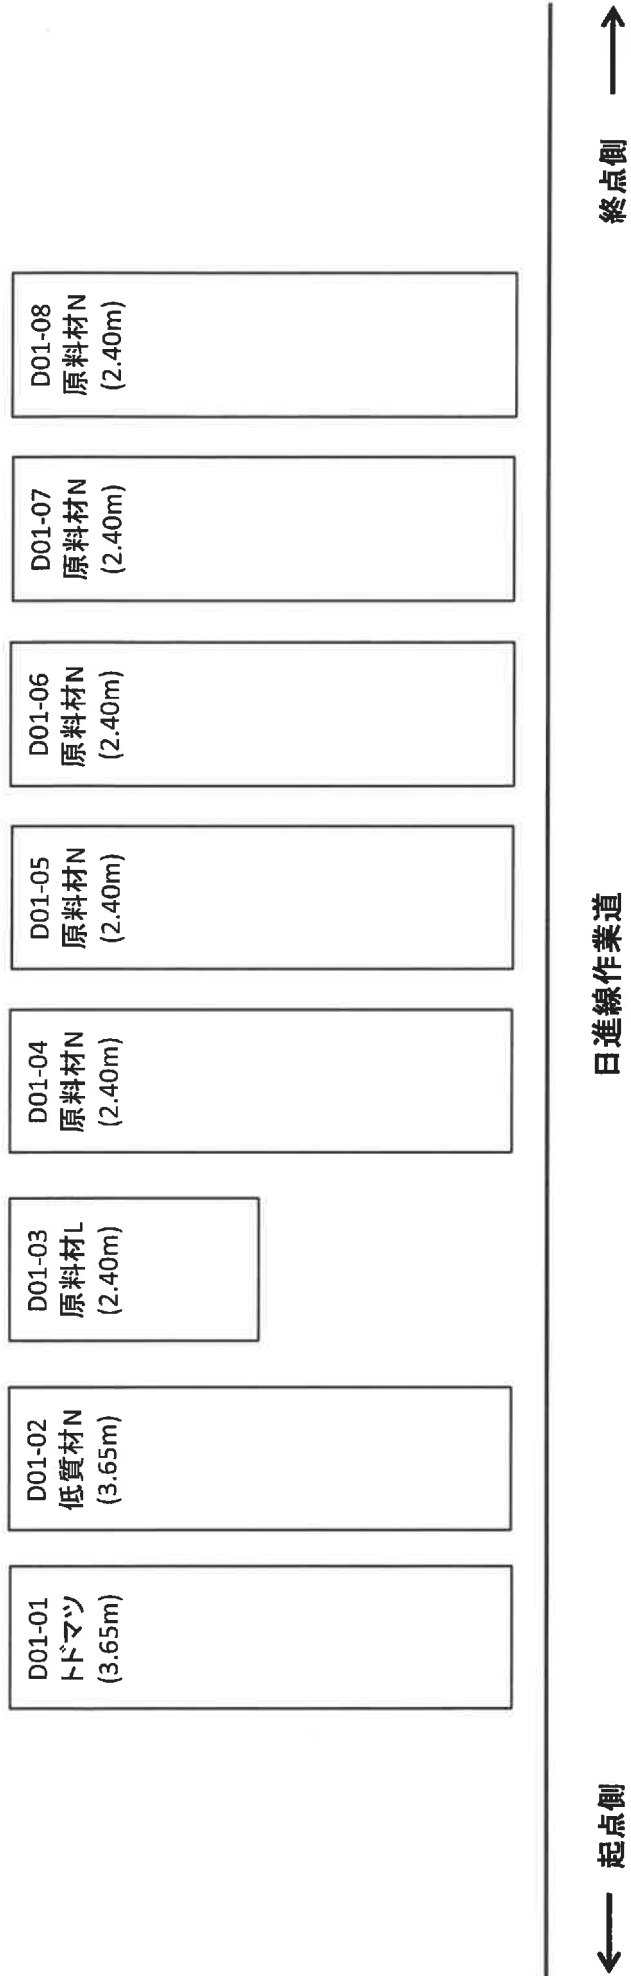 D01-01
トドマツ
(3.65m)
D01-02
低質材N
(3.65m)
D01-03
原料材L
(2.40m)
D01-04
原料材N
(2.40m)
D01-05
原料材N
(2.40m)
D01-06
原料材N
(2.40m)
D01-07
原料材N
(2.40m)
D01-08
原料材N
(2.40m)
← 起点側
日進線作業道
終点側 →